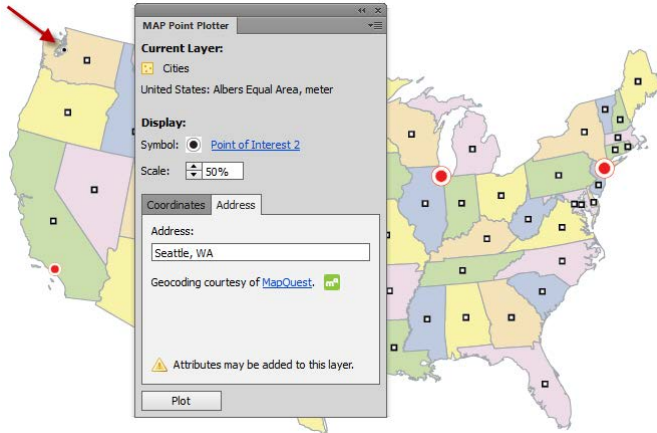 MAP Point Plotter
Current Layer:
Cities
United States: Albers Equal Area, meter
Display:
Symbol: Point of Interest 2
Scale: 50%
Coordinates Address
Address:
Seattle, WA
Geocoding courtesy of MapQuest. m
Attributes may be added to this layer.
Plot